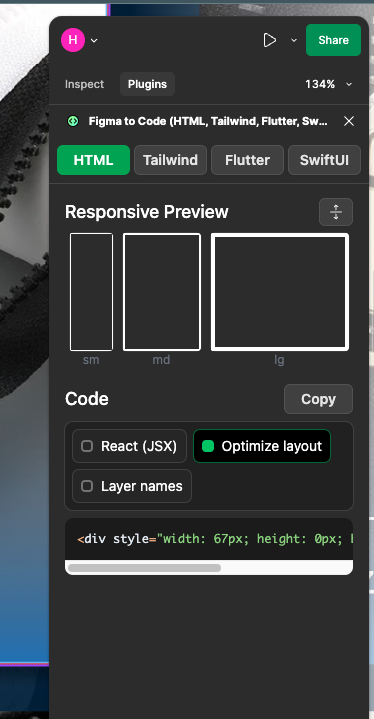 H
Share
Inspect
Plugins
134%
Figma to Code (HTML, Tailwind, Flutter, Sw...
HTML
Tailwind
Flutter
SwiftUI
Responsive Preview
sm
md
lg
Code
Copy
React (JSX)
Optimize layout
Layer names
<div style="width: 67px; height: 0px;